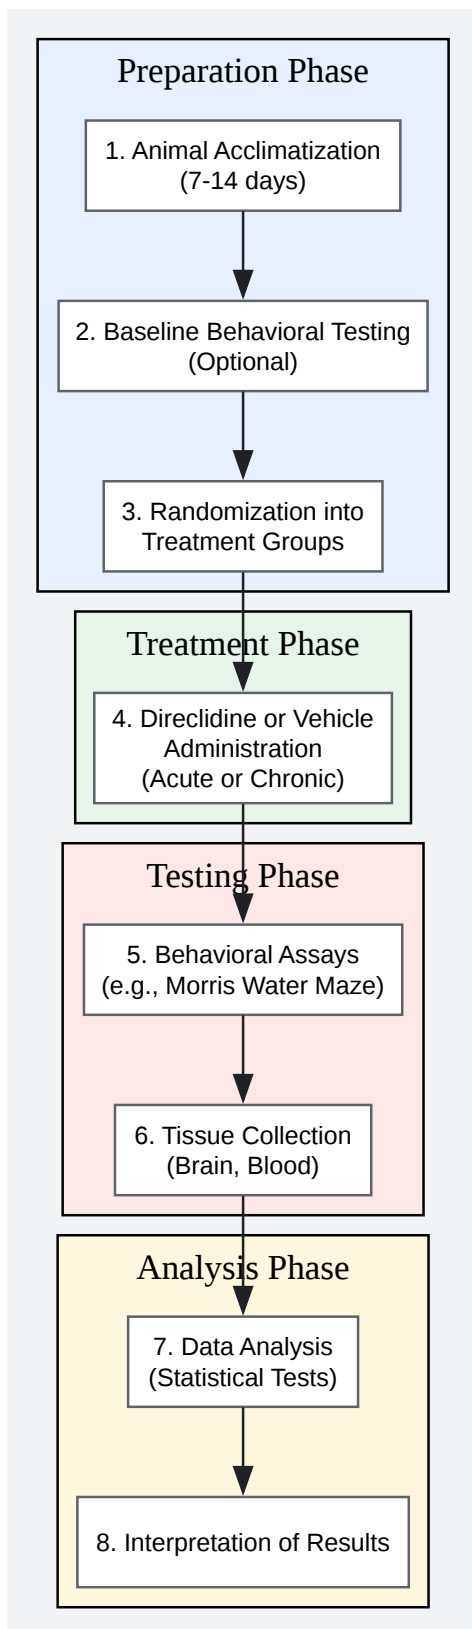 Preparation Phase
1. Animal Acclimatization
(7-14 days)
2. Baseline Behavioral Testing
(Optional)
3. Randomization into
Treatment Groups
Treatment Phase
4. Direclidine or Vehicle
Administration
(Acute or Chronic)
Testing Phase
5. Behavioral Assays
(e.g., Morris Water Maze)
6. Tissue Collection
(Brain, Blood)
Analysis Phase
7. Data Analysis
(Statistical Tests)
8. Interpretation of Results